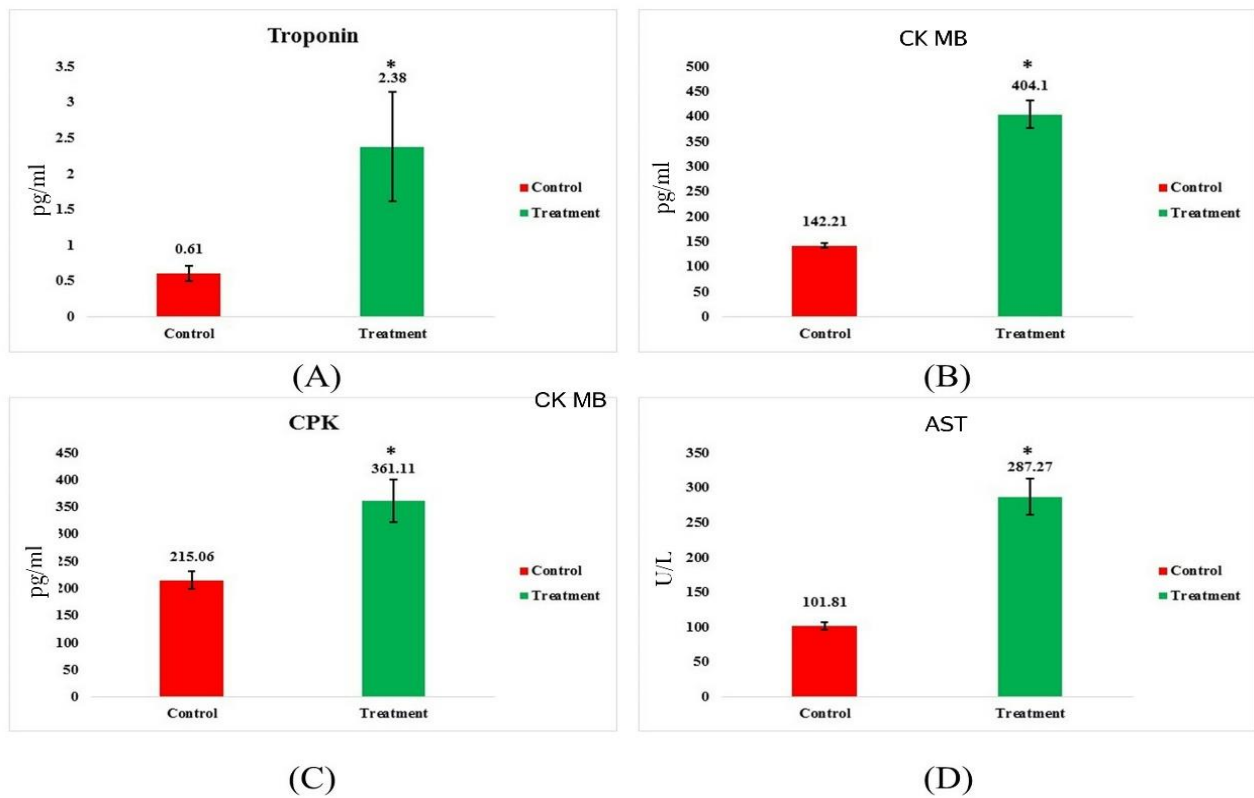 Troponin
3.5
3
2.5
2
1.5
1
0.5
0
pg/ml
0.61
*
2.38
Control
Treatment
Control
Treatment
(A)
CK MB
500
450
400
350
300
250
200
150
100
50
0
pg/ml
142.21
*
404.1
Control
Treatment
Control
Treatment
(B)
CK MB
CPK
450
400
350
300
250
200
150
100
50
0
pg/ml
215.06
*
361.11
Control
Treatment
Control
Treatment
(C)
AST
350
300
250
200
150
100
50
0
U/L
101.81
*
287.27
Control
Treatment
Control
Treatment
(D)